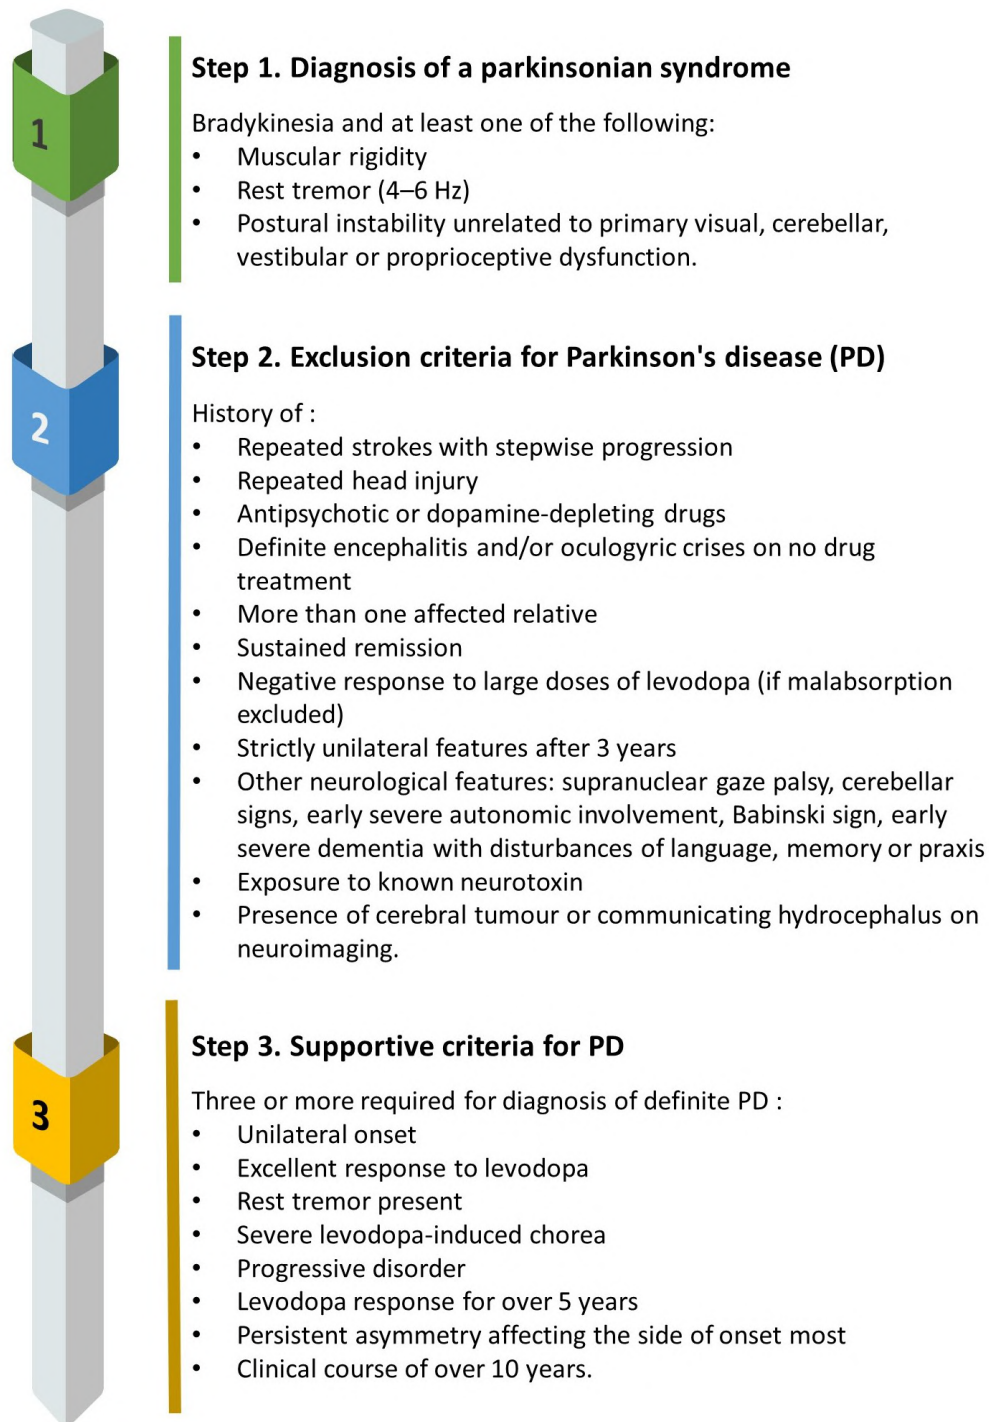 1
Step 1. Diagnosis of a parkinsonian syndrome
Bradykinesia and at least one of the following:
• Muscular rigidity
• Rest tremor (4–6 Hz)
• Postural instability unrelated to primary visual, cerebellar,
vestibular or proprioceptive dysfunction.
2
Step 2. Exclusion criteria for Parkinson's disease (PD)
History of :
• Repeated strokes with stepwise progression
• Repeated head injury
• Antipsychotic or dopamine-depleting drugs
• Definite encephalitis and/or oculogyric crises on no drug
treatment
• More than one affected relative
• Sustained remission
• Negative response to large doses of levodopa (if malabsorption
excluded)
• Strictly unilateral features after 3 years
• Other neurological features: supranuclear gaze palsy, cerebellar
signs, early severe autonomic involvement, Babinski sign, early
severe dementia with disturbances of language, memory or praxis
• Exposure to known neurotoxin
• Presence of cerebral tumour or communicating hydrocephalus on
neuroimaging.
3
Step 3. Supportive criteria for PD
Three or more required for diagnosis of definite PD :
• Unilateral onset
• Excellent response to levodopa
• Rest tremor present
• Severe levodopa-induced chorea
• Progressive disorder
• Levodopa response for over 5 years
• Persistent asymmetry affecting the side of onset most
• Clinical course of over 10 years.